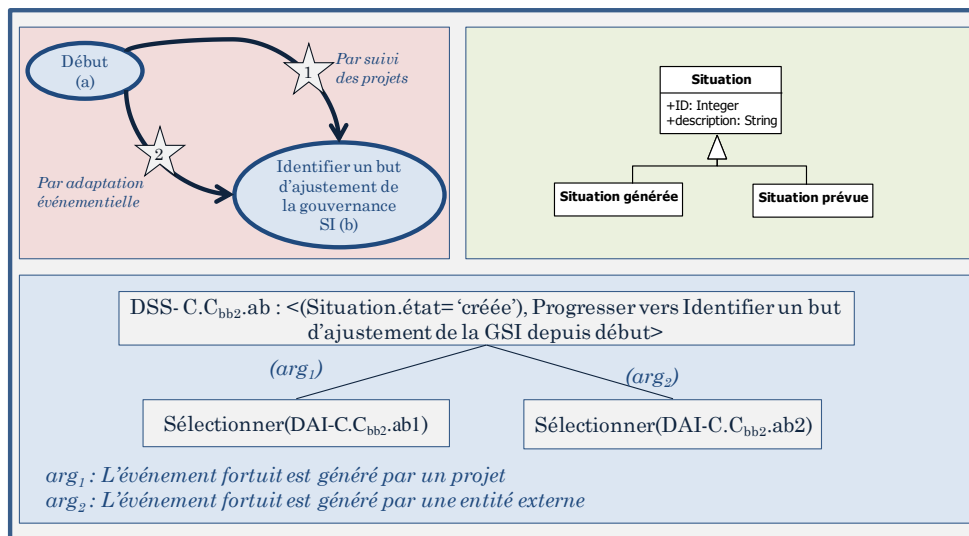 Début
(a)
1
Par suivi
des projets
2
Par adaptation
événementielle
Identifier un but
d'ajustement de
la gouvernance
SI (b)
Situation
+ID: Integer
+description: String
Situation générée
Situation prévue
DSS- C.Cbb2.ab : <(Situation.état= 'créée'), Progresser vers Identifier un but
d'ajustement de la GSI depuis début>
(arg1)
(arg2)
Sélectionner(DAI-C.Cbb2.ab1)
Sélectionner(DAI-C.Cbb2.ab2)
arg1 : L'événement fortuit est généré par un projet
arg2 : L'événement fortuit est généré par une entité externe